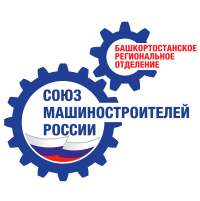 БАШКОРТОСТАНСКОЕ
РЕГИОНАЛЬНОЕ
ОТДЕЛЕНИЕ
СОЮЗ
МАШИНОСТРОИТЕЛЕЙ
РОССИИ